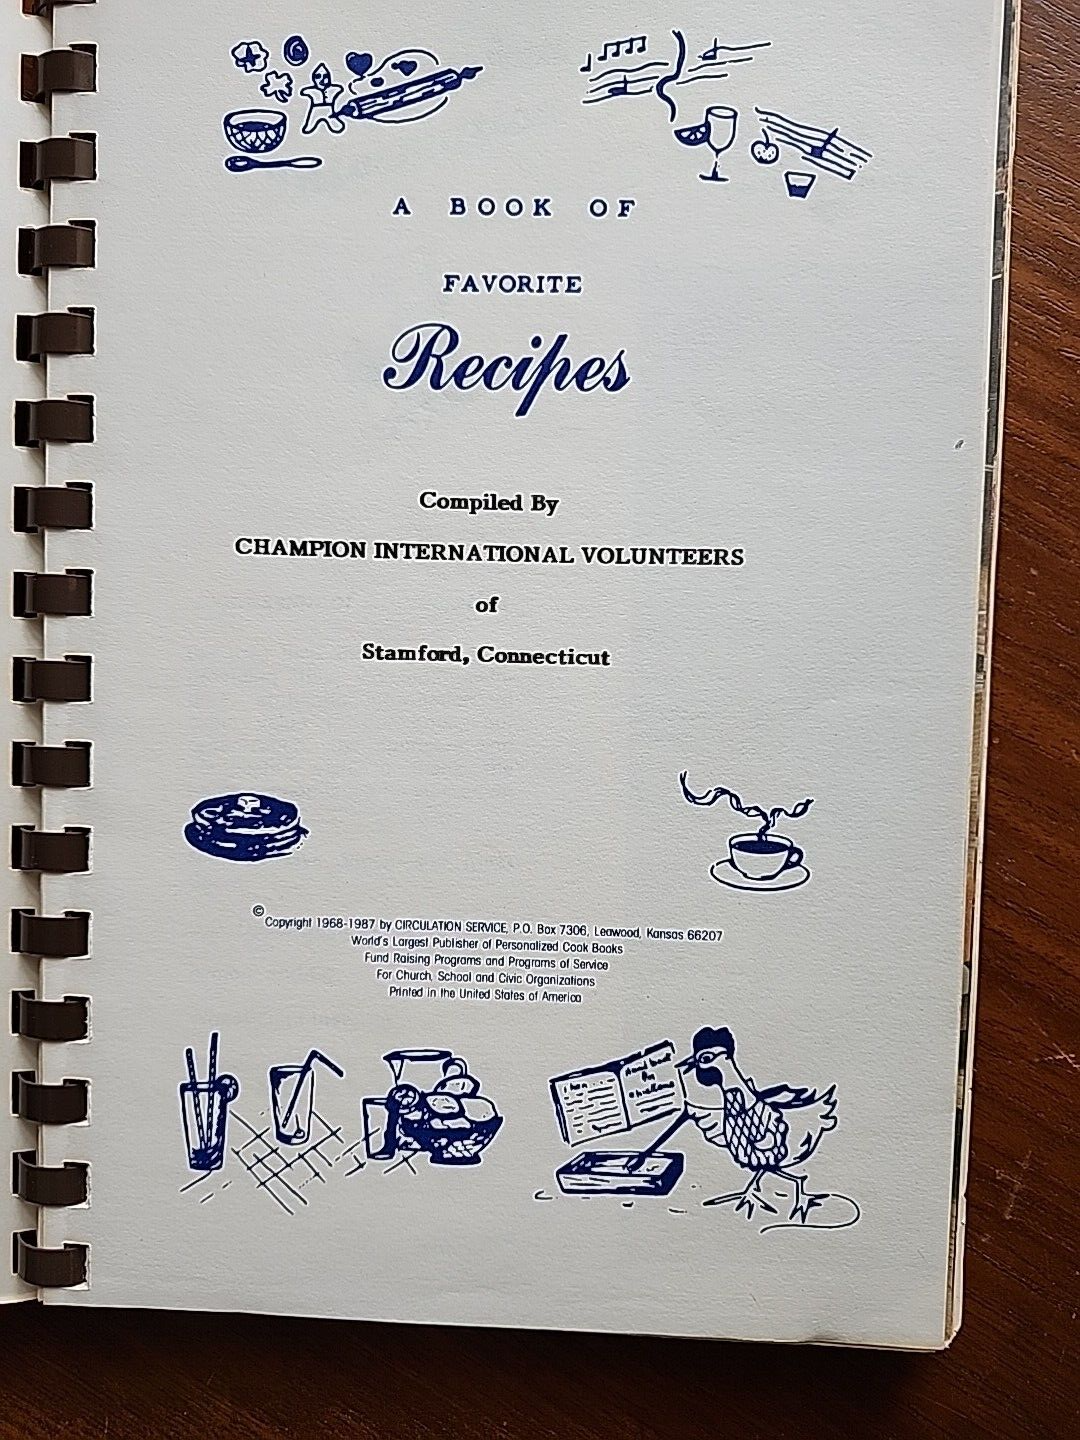 A BOOK OF
FAVORITE
Recipes
Compiled By
CHAMPION INTERNATIONAL VOLUNTEERS
of
Stamford, Connecticut
© Copyright 1968-1987 by CIRCULATION SERVICE, P.O. Box 7306, Leawood, Kansas 66207
World's Largest Publisher of Personalized Cook Books
Fund Raising Programs and Programs of Service
For Church, School and Civic Organizations
Printed in the United States of America